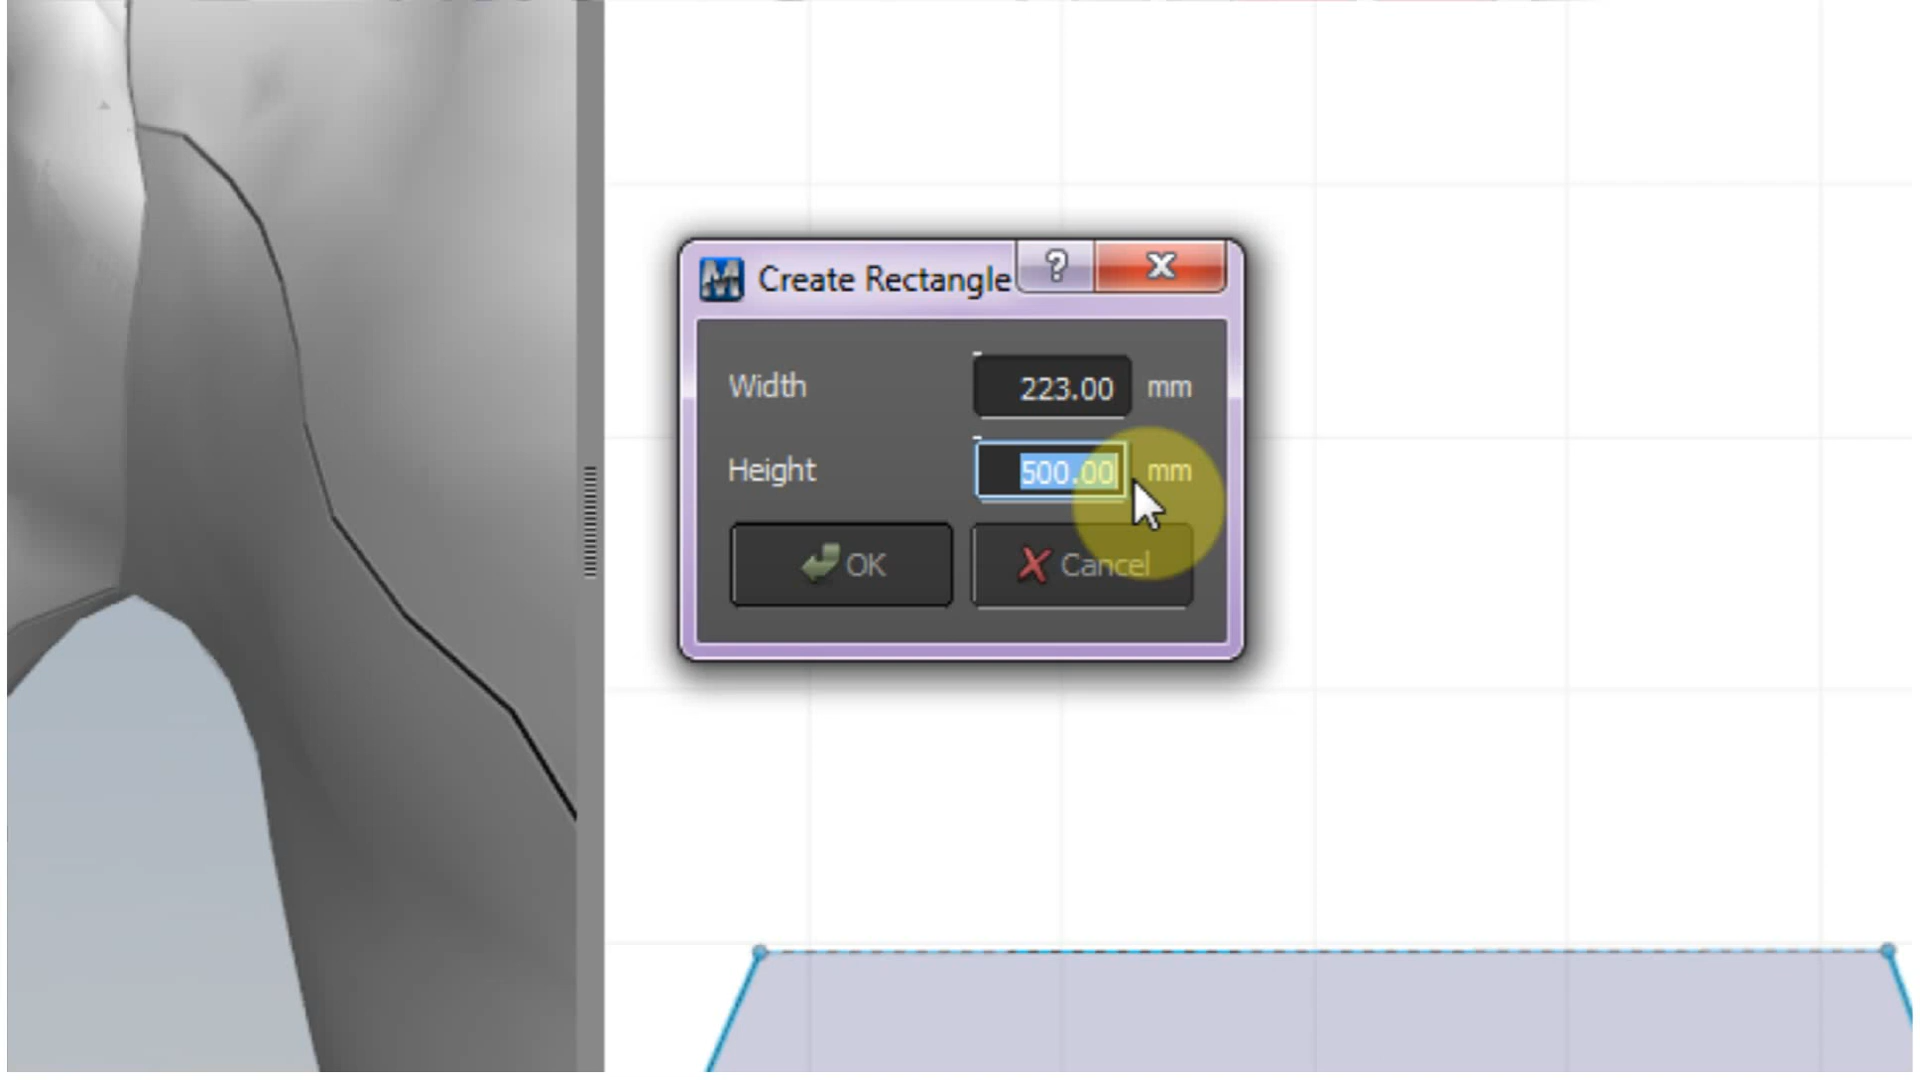 Create Rectangle ?
Width 223.00 mm
Height 500.00 mm
OK Cancel